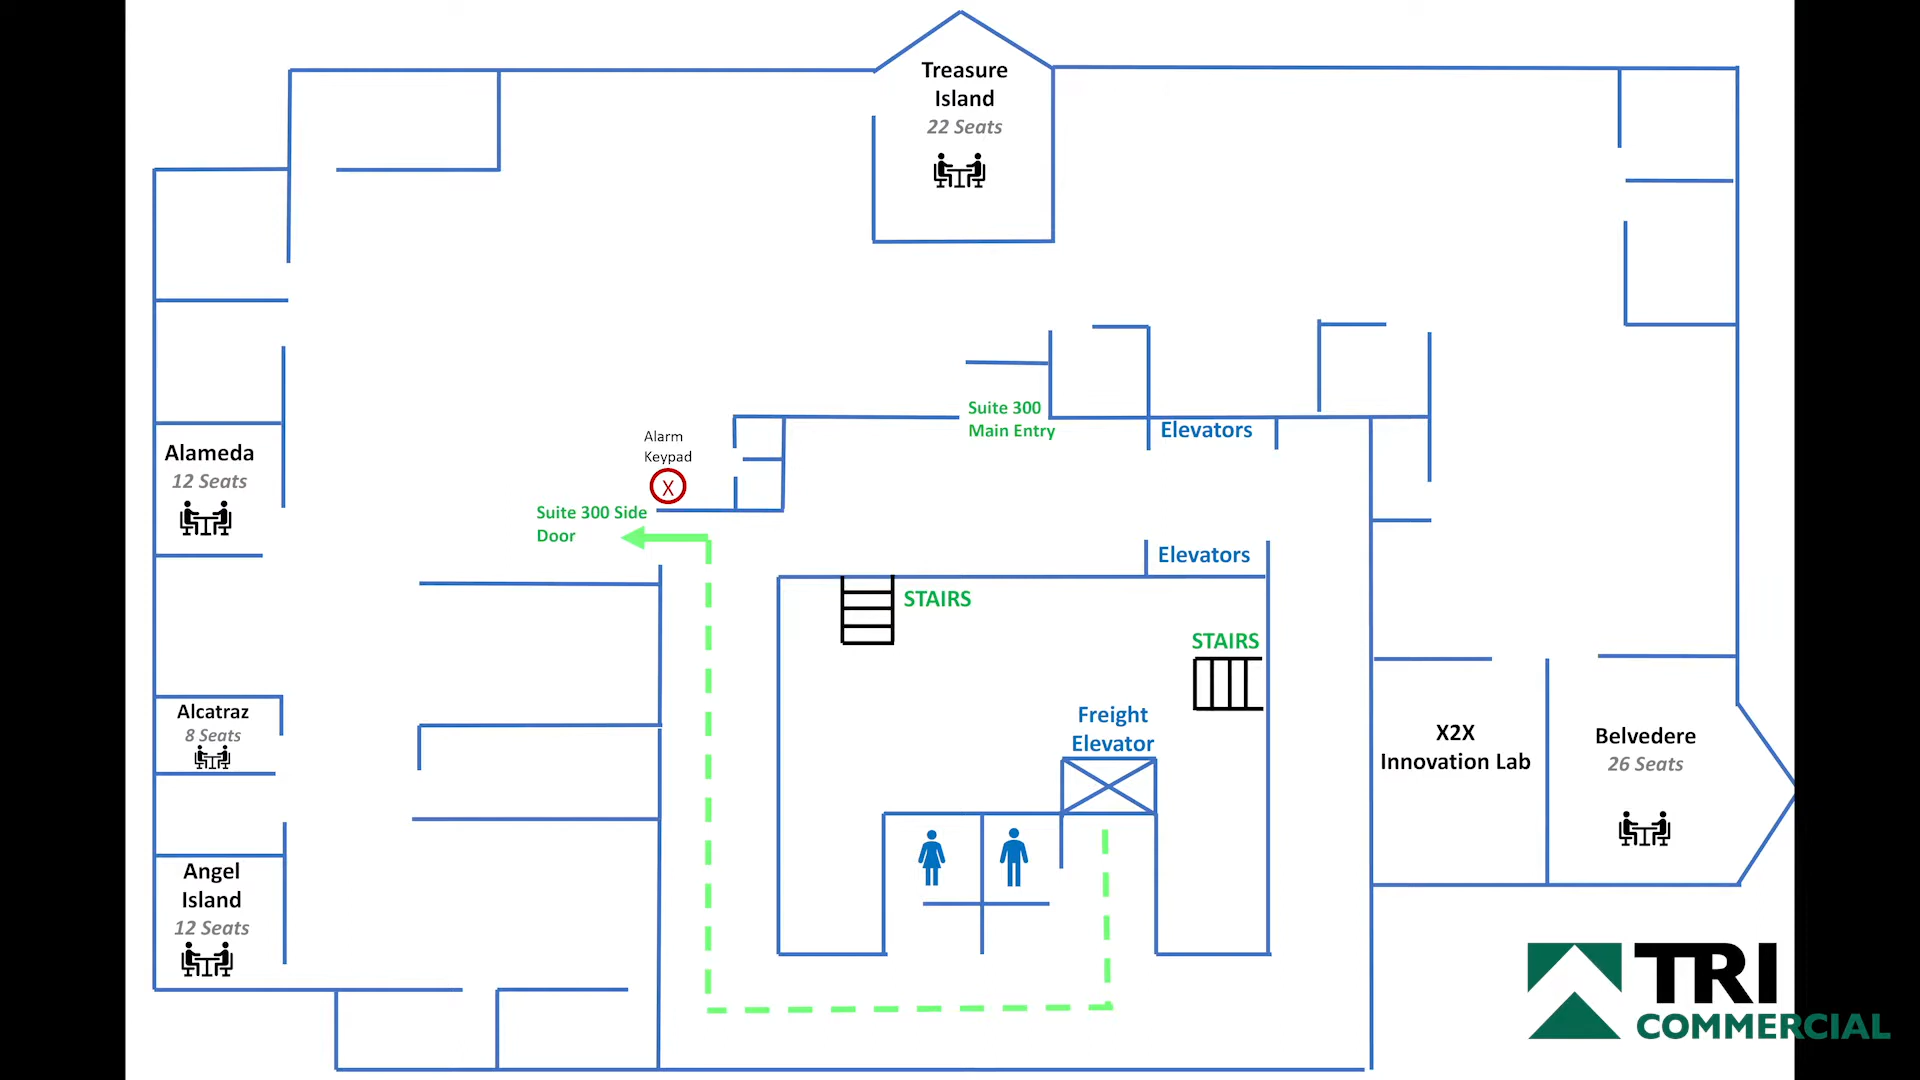 Treasure
Island
22 Seats
Suite 300
Main Entry
Elevators
Alarm
Keypad
X
Alameda
12 Seats
Suite 300 Side
Door
Elevators
STAIRS
STAIRS
Alcatraz
8 Seats
Freight
Elevator
X2X
Innovation Lab
Belvedere
26 Seats
Angel
Island
12 Seats
TRI
COMMERCIAL